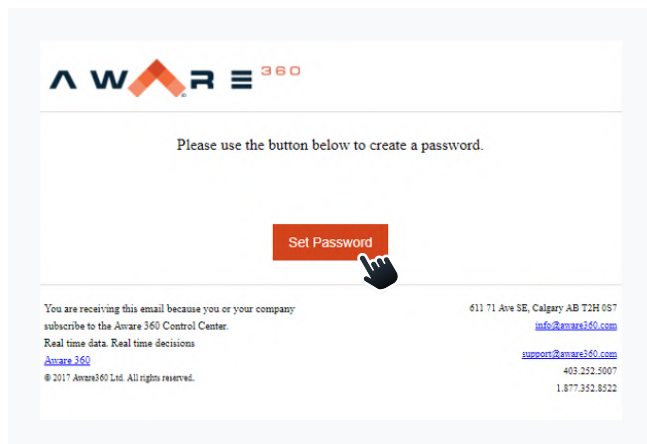 AWARE 360
Please use the button below to create a password.
Set Password
You are receiving this email because you or your company
subscribe to the Aware 360 Control Center.
Real time data. Real time decisions
Aware 360
© 2017 Aware360 Ltd. All rights reserved.
611 71 Ave SE, Calgary AB T2H 0S7
info@aware360.com
support@aware360.com
403.252.5007
1.877.352.8522